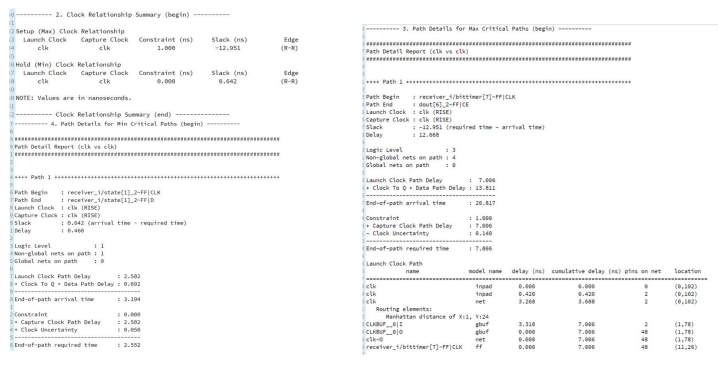 ---------- 2. Clock Relationship Summary (begin) ----------
Setup (Max) Clock Relationship
Launch Clock    Capture Clock    Constraint (ns)    Slack (ns)    Edge
clk    clk    1.000    -12.951    (R-R)
Hold (Min) Clock Relationship
Launch Clock    Capture Clock    Constraint (ns)    Slack (ns)    Edge
clk    clk    0.000    0.642    (R-R)
NOTE: Values are in nanoseconds.
---------- Clock Relationship Summary (end) ---------------
---------- 4. Path Details for Min Critical Paths (begin) ----------
######################################################################
Path Detail Report (clk vs clk)
######################################################################
++++ Path 1 ++++++++++++++++++++++++++++++++++++++++++++++++++++++++++
Path Begin    : receiver_i/state[1]_2~FF|CLK
Path End    : receiver_i/state[1]_2~FF|D
Launch Clock : clk (RISE)
Capture Clock : clk (RISE)
Slack    : 0.642 (arrival time - required time)
Delay    : 0.460
Logic Level    : 1
Non-global nets on path : 1
Global nets on path    : 0
Launch Clock Path Delay    : 2.502
+ Clock To Q + Data Path Delay : 0.692
---------------------------------------
End-of-path arrival time    : 3.194
Constraint    : 0.000
+ Capture Clock Path Delay    : 2.502
+ Clock Uncertainty    : 0.050
---------------------------------------
End-of-path required time    : 2.552
---------- 3. Path Details for Max Critical Paths (begin) ----------
######################################################################
Path Detail Report (clk vs clk)
######################################################################
++++ Path 1 ++++++++++++++++++++++++++++++++++++++++++++++++++++++++++
Path Begin    : receiver_i/bittimer[7]~FF|CLK
Path End    : dout[6]_2~FF|CE
Launch Clock : clk (RISE)
Capture Clock : clk (RISE)
Slack    : -12.951 (required time - arrival time)
Delay    : 12.668
Logic Level    : 3
Non-global nets on path : 4
Global nets on path    : 0
Launch Clock Path Delay    : 7.006
+ Clock To Q + Data Path Delay : 13.811
---------------------------------------
End-of-path arrival time    : 20.817
Constraint    : 1.000
+ Capture Clock Path Delay    : 7.006
- Clock Uncertainty    : 0.140
---------------------------------------
End-of-path required time    : 7.866
Launch Clock Path
name    model name    delay (ns)    cumulative delay (ns)    pins on net    location
======================================================================
clk    inpad    0.000    0.000    0    (0,102)
clk    inpad    0.420    0.420    2    (0,102)
clk    net    3.268    3.688    2    (0,102)
Routing elements:
Manhattan distance of X:1, Y:24
CLKBUF__0|I    gbuf    3.318    7.006    2    (1,78)
CLKBUF__0|O    gbuf    0.000    7.006    48    (1,78)
clk~O    net    0.000    7.006    48    (1,78)
receiver_i/bittimer[7]~FF|CLK    ff    0.000    7.006    48    (11,26)